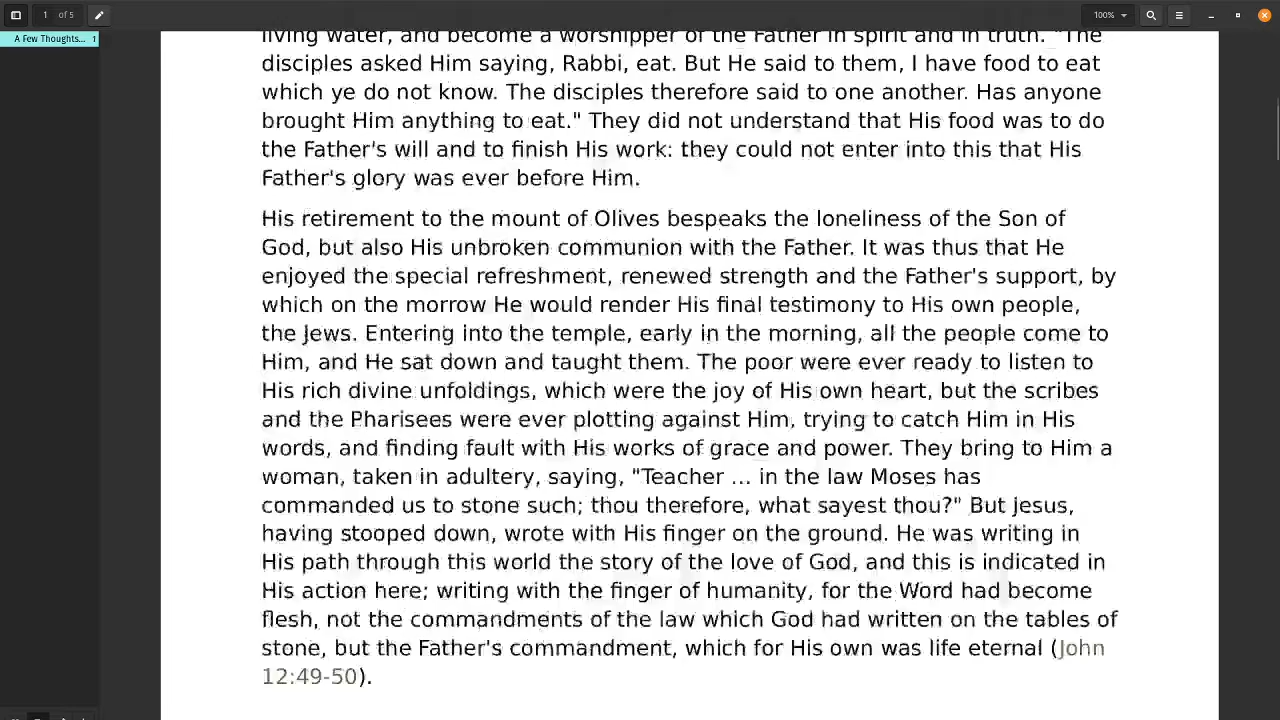 1 of 5
100%
A Few Thoughts... 1
living water, and become a worshipper of the Father in spirit and in truth. "The
disciples asked Him saying, Rabbi, eat. But He said to them, I have food to eat
which ye do not know. The disciples therefore said to one another. Has anyone
brought Him anything to eat." They did not understand that His food was to do
the Father's will and to finish His work: they could not enter into this that His
Father's glory was ever before Him.
His retirement to the mount of Olives bespeaks the loneliness of the Son of
God, but also His unbroken communion with the Father. It was thus that He
enjoyed the special refreshment, renewed strength and the Father's support, by
which on the morrow He would render His final testimony to His own people,
the Jews. Entering into the temple, early in the morning, all the people come to
Him, and He sat down and taught them. The poor were ever ready to listen to
His rich divine unfoldings, which were the joy of His own heart, but the scribes
and the Pharisees were ever plotting against Him, trying to catch Him in His
words, and finding fault with His works of grace and power. They bring to Him a
woman, taken in adultery, saying, "Teacher ... in the law Moses has
commanded us to stone such; thou therefore, what sayest thou?" But Jesus,
having stooped down, wrote with His finger on the ground. He was writing in
His path through this world the story of the love of God, and this is indicated in
His action here; writing with the finger of humanity, for the Word had become
flesh, not the commandments of the law which God had written on the tables of
stone, but the Father's commandment, which for His own was life eternal (John
12:49-50).